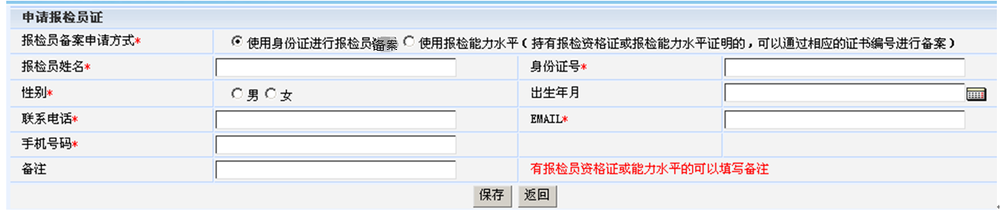 申请报检员证
报检员备案申请方式* 使用身份证进行报检员备案 使用报检能力水平(持有报检资格证或报检能力水平证明的,可以通过相应的证书编号进行备案)
报检员姓名* 身份证号*
性别* 男 女 出生年月
联系电话* EMAIL*
手机号码*
备注 有报检员资格证或能力水平的可以填写备注
保存 返回